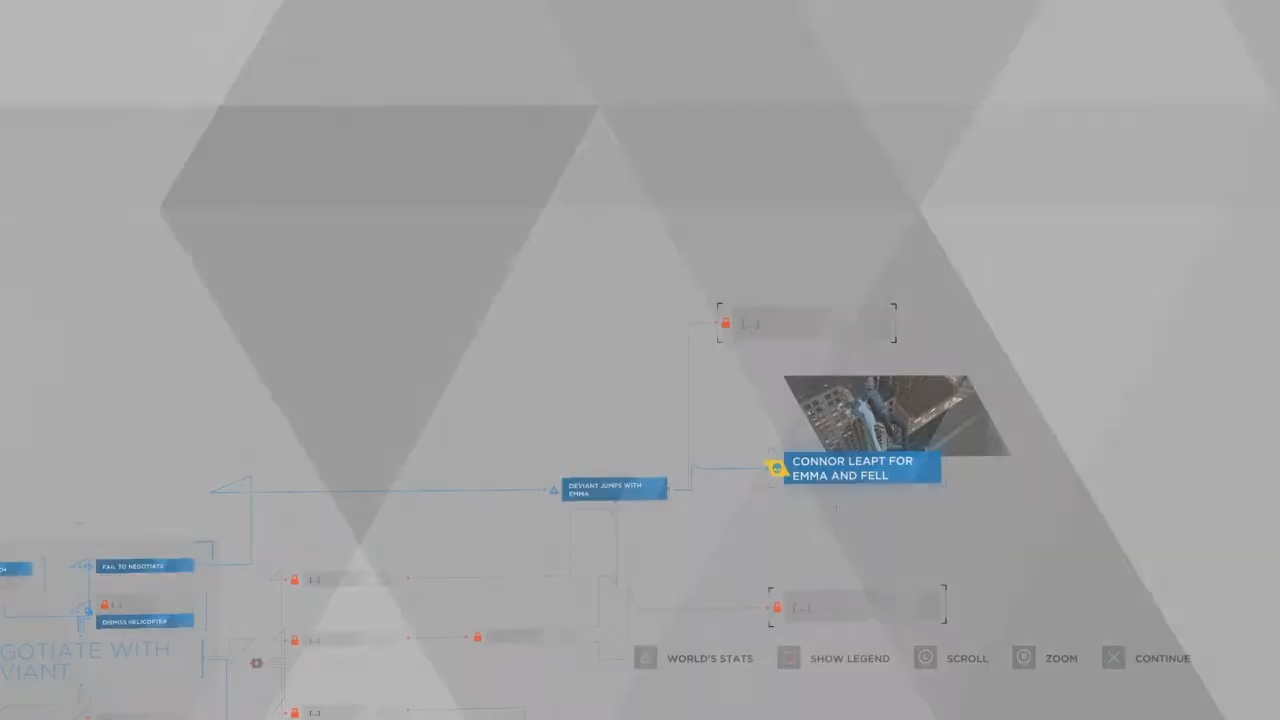 [...]
CONNOR LEAPT FOR
EMMA AND FELL
DEVIANT JUMPS WITH
EMMA
CH
FAIL TO NEGOTIATE
[...]
[...]
[...]
DISMISS HELICOPTER
[...]
GOTIATE WITH
VIANT
WORLD'S STATS
SHOW LEGEND
SCROLL
R
ZOOM
CONTINUE
[...]